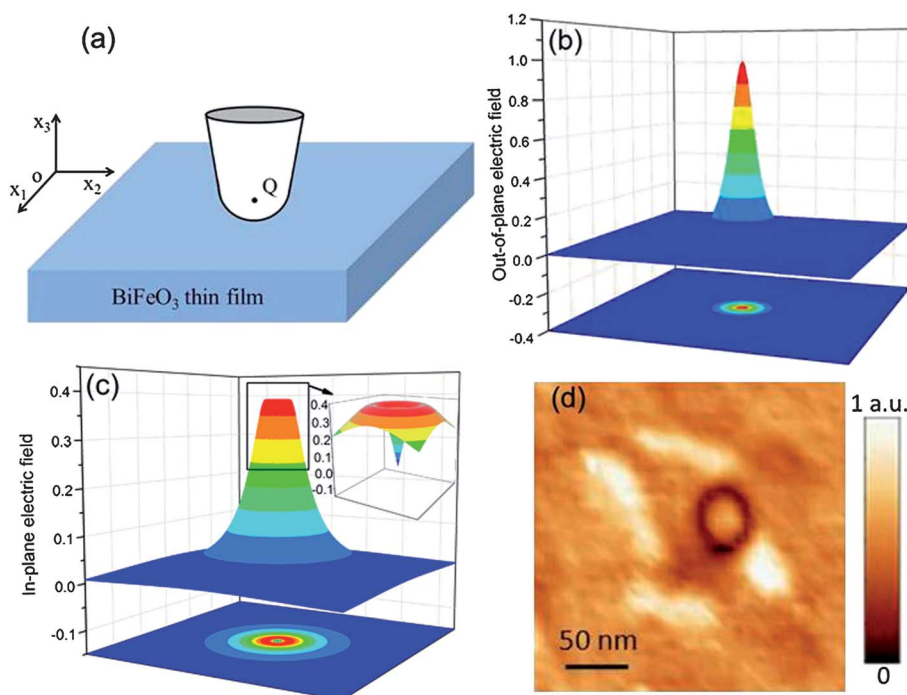 (a)
x₃
o
x₁
x₂
Q
BiFeO₃ thin film
(b)
Out-of-plane electric field
1.2
1.0
0.8
0.6
0.4
0.2
0.0
-0.2
-0.4
(c)
In-plane electric field
0.4
0.3
0.2
0.1
0.0
-0.1
0.4
0.3
0.2
0.1
0.0
-0.1
(d)
50 nm
1 a.u.
0